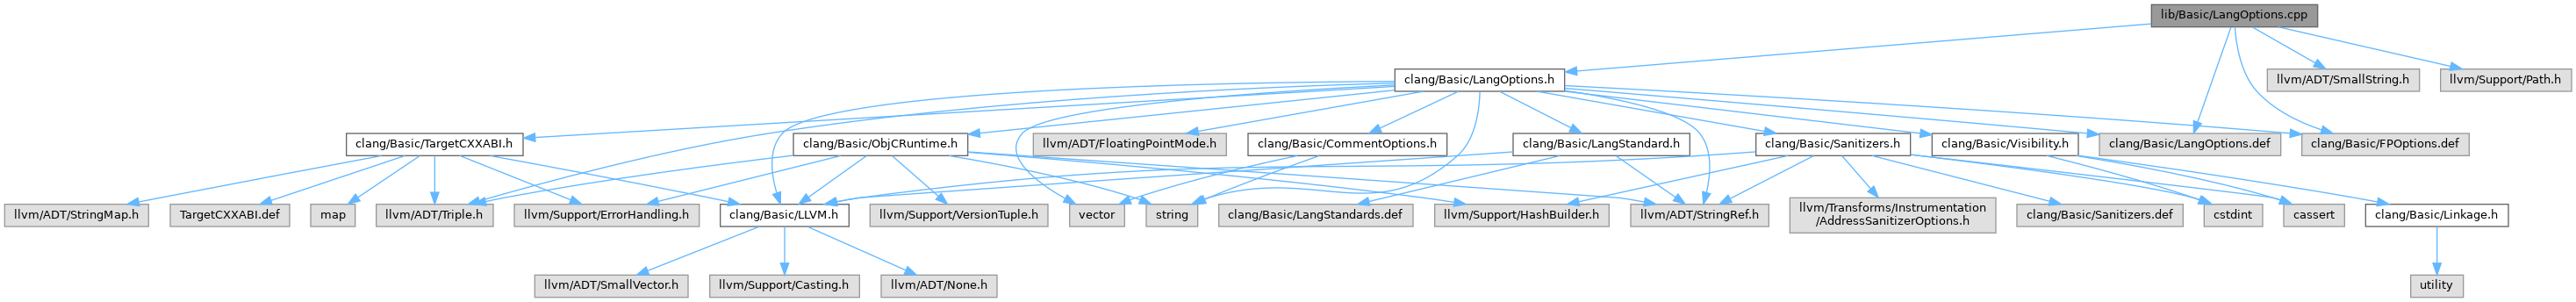 lib/Basic/LangOptions.cpp
clang/Basic/LangOptions.h
llvm/ADT/SmallString.h
llvm/Support/Path.h
clang/Basic/TargetCXXABI.h
clang/Basic/ObjCRuntime.h
llvm/ADT/FloatingPointMode.h
clang/Basic/CommentOptions.h
clang/Basic/LangStandard.h
clang/Basic/Sanitizers.h
clang/Basic/Visibility.h
clang/Basic/LangOptions.def
clang/Basic/FPOptions.def
llvm/ADT/StringMap.h
TargetCXXABI.def
map
llvm/ADT/Triple.h
llvm/Support/ErrorHandling.h
clang/Basic/LLVM.h
llvm/Support/VersionTuple.h
vector
string
clang/Basic/LangStandards.def
llvm/Support/HashBuilder.h
llvm/ADT/StringRef.h
llvm/Transforms/Instrumentation
/AddressSanitizerOptions.h
clang/Basic/Sanitizers.def
cstdint
cassert
clang/Basic/Linkage.h
llvm/ADT/SmallVector.h
llvm/Support/Casting.h
llvm/ADT/None.h
utility